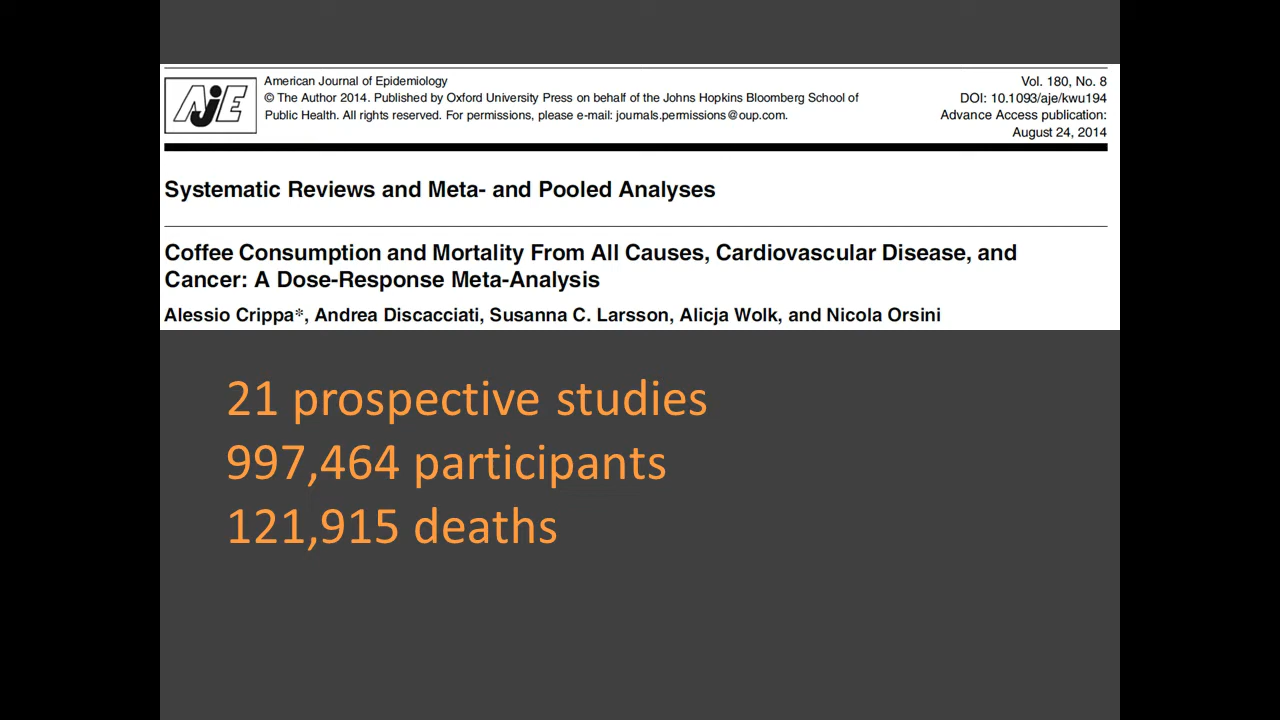 AJE
American Journal of Epidemiology
© The Author 2014. Published by Oxford University Press on behalf of the Johns Hopkins Bloomberg School of
Public Health. All rights reserved. For permissions, please e-mail: journals.permissions@oup.com.
Vol. 180, No. 8
DOI: 10.1093/aje/kwu194
Advance Access publication:
August 24, 2014
Systematic Reviews and Meta- and Pooled Analyses
Coffee Consumption and Mortality From All Causes, Cardiovascular Disease, and
Cancer: A Dose-Response Meta-Analysis
Alessio Crippa*, Andrea Discacciati, Susanna C. Larsson, Alicja Wolk, and Nicola Orsini
21 prospective studies
997,464 participants
121,915 deaths